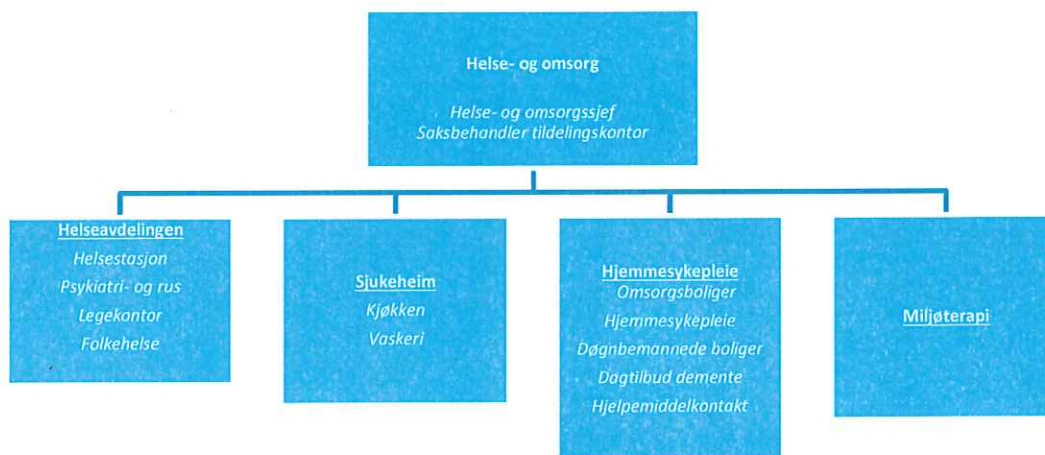 Helse- og omsorg
Helse- og omsorgssjef
Saksbehandler tildelingskontor
Helseavdelingen
Helsestasjon
Psykiatri- og rus
Legekontor
Folkehelse
Sjukeheim
Kjøkken
Vaskeri
Hjemmesykepleie
Omsorgsboliger
Hjemmesykepleie
Døgnbemannede boliger
Dagtilbud demente
Hjelpemiddelkontakt
Miljøterapi